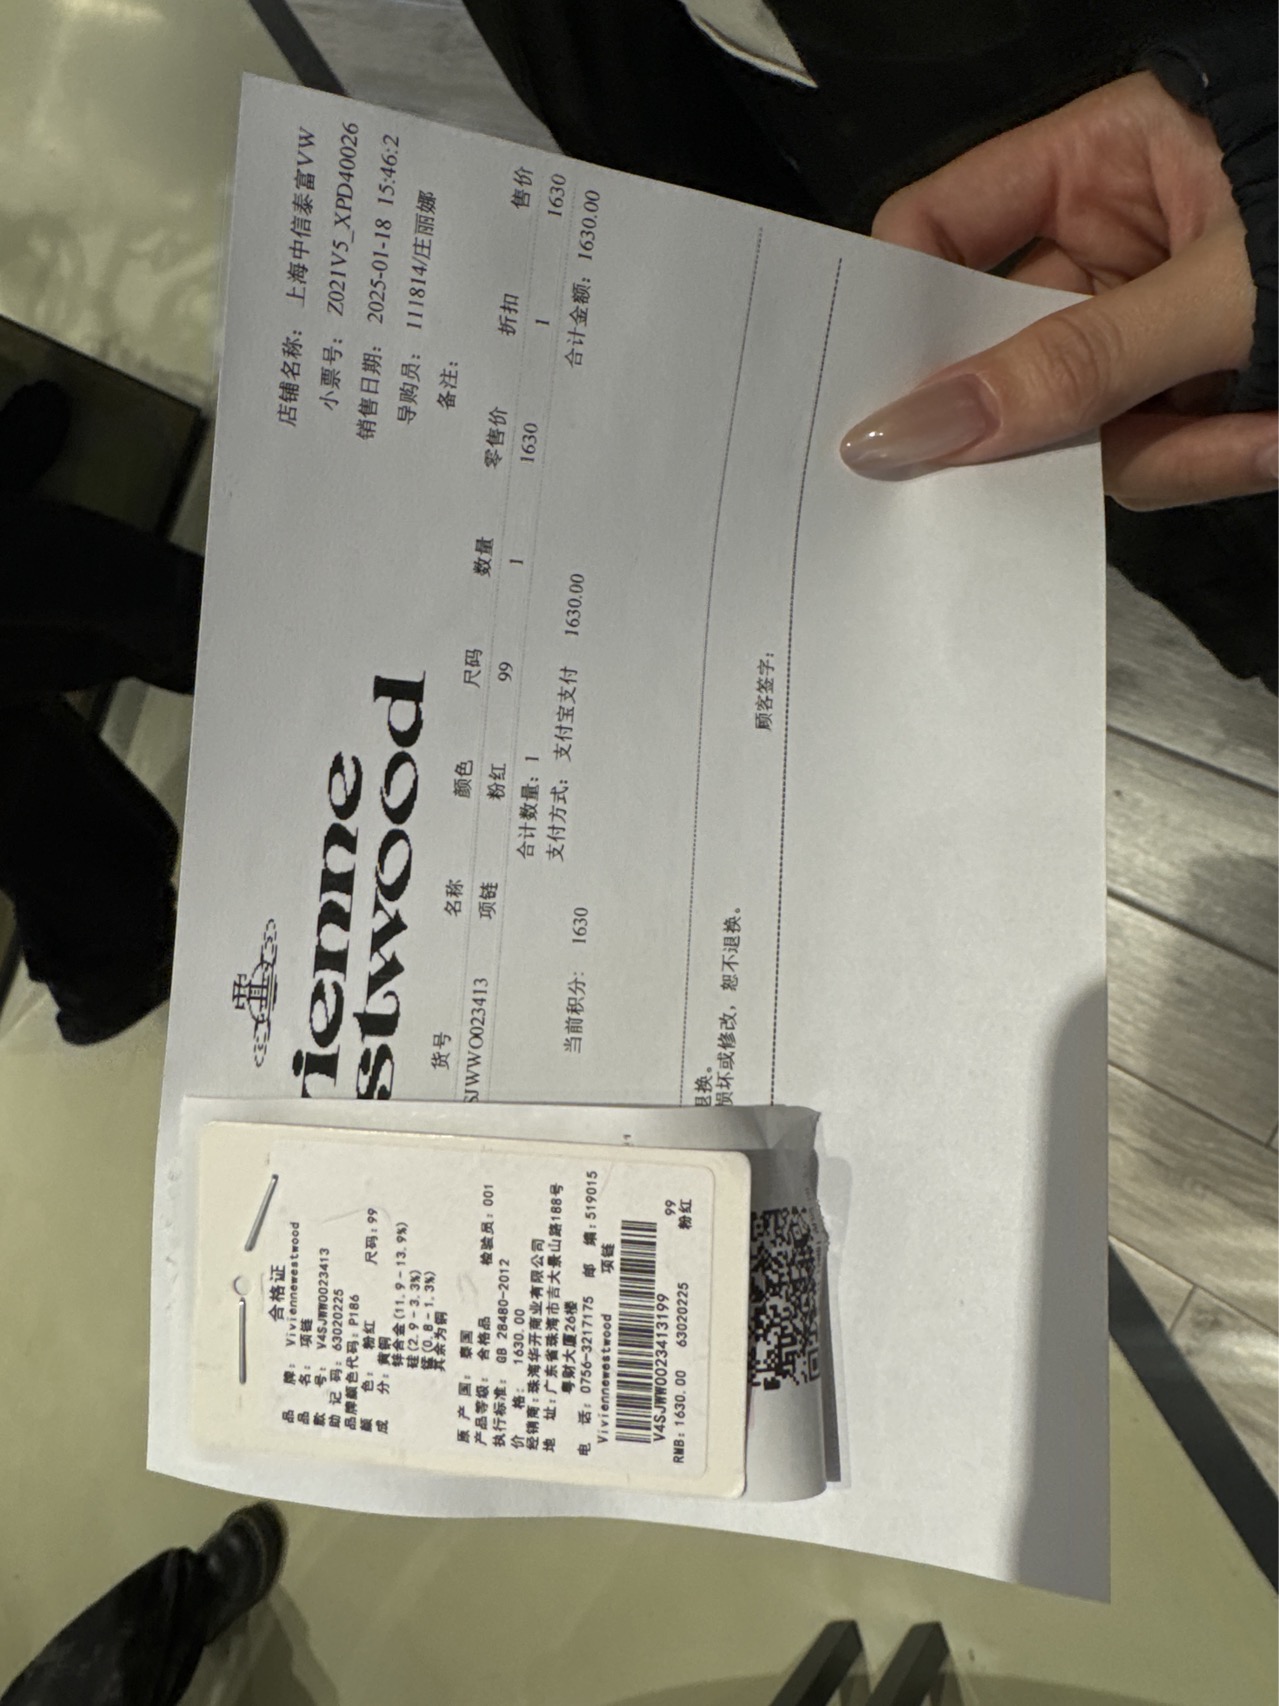 店铺名称: 上海中信泰富VW
小票号: Z021V5_XPD40026
销售日期: 2025-01-18 15:46:2
导购员: 111814/庄丽娜
备注:
ienne
stwood
货号 名称 颜色 尺码 数量 零售价 折扣 售价
SJWWO023413 项链 粉红 99 1 1630 1 1630
合计数量: 1 合计金额: 1630.00
当前积分: 1630 支付方式: 支付宝支付 1630.00
退换。
损坏或修改, 恕不退换。
顾客签字:
合格证
品 牌: Viviennewestwood
品 名: 项链
款 号: V4SJWWO023413
助 记 码: 63020225
品牌颜色代码: P186
颜 色: 粉红 尺码: 99
成 分: 黄铜
锌合金(11.9-13.9%)
硅(2.9-3.3%)
其余为铜
原 产 国: 泰国
产品等级: 合格品 检验员: 001
执行标准: GB 28480-2012
价 格: 1630.00
经销商: 珠海华开商业有限公司
地 址: 广东省珠海市吉大景山路188号
粤财大厦26楼
电 话: 0756-3217175 邮 编: 519015
Viviennewestwood 项链
V4SJWWO023413199
99
RMB: 1630.00 63020225 粉红